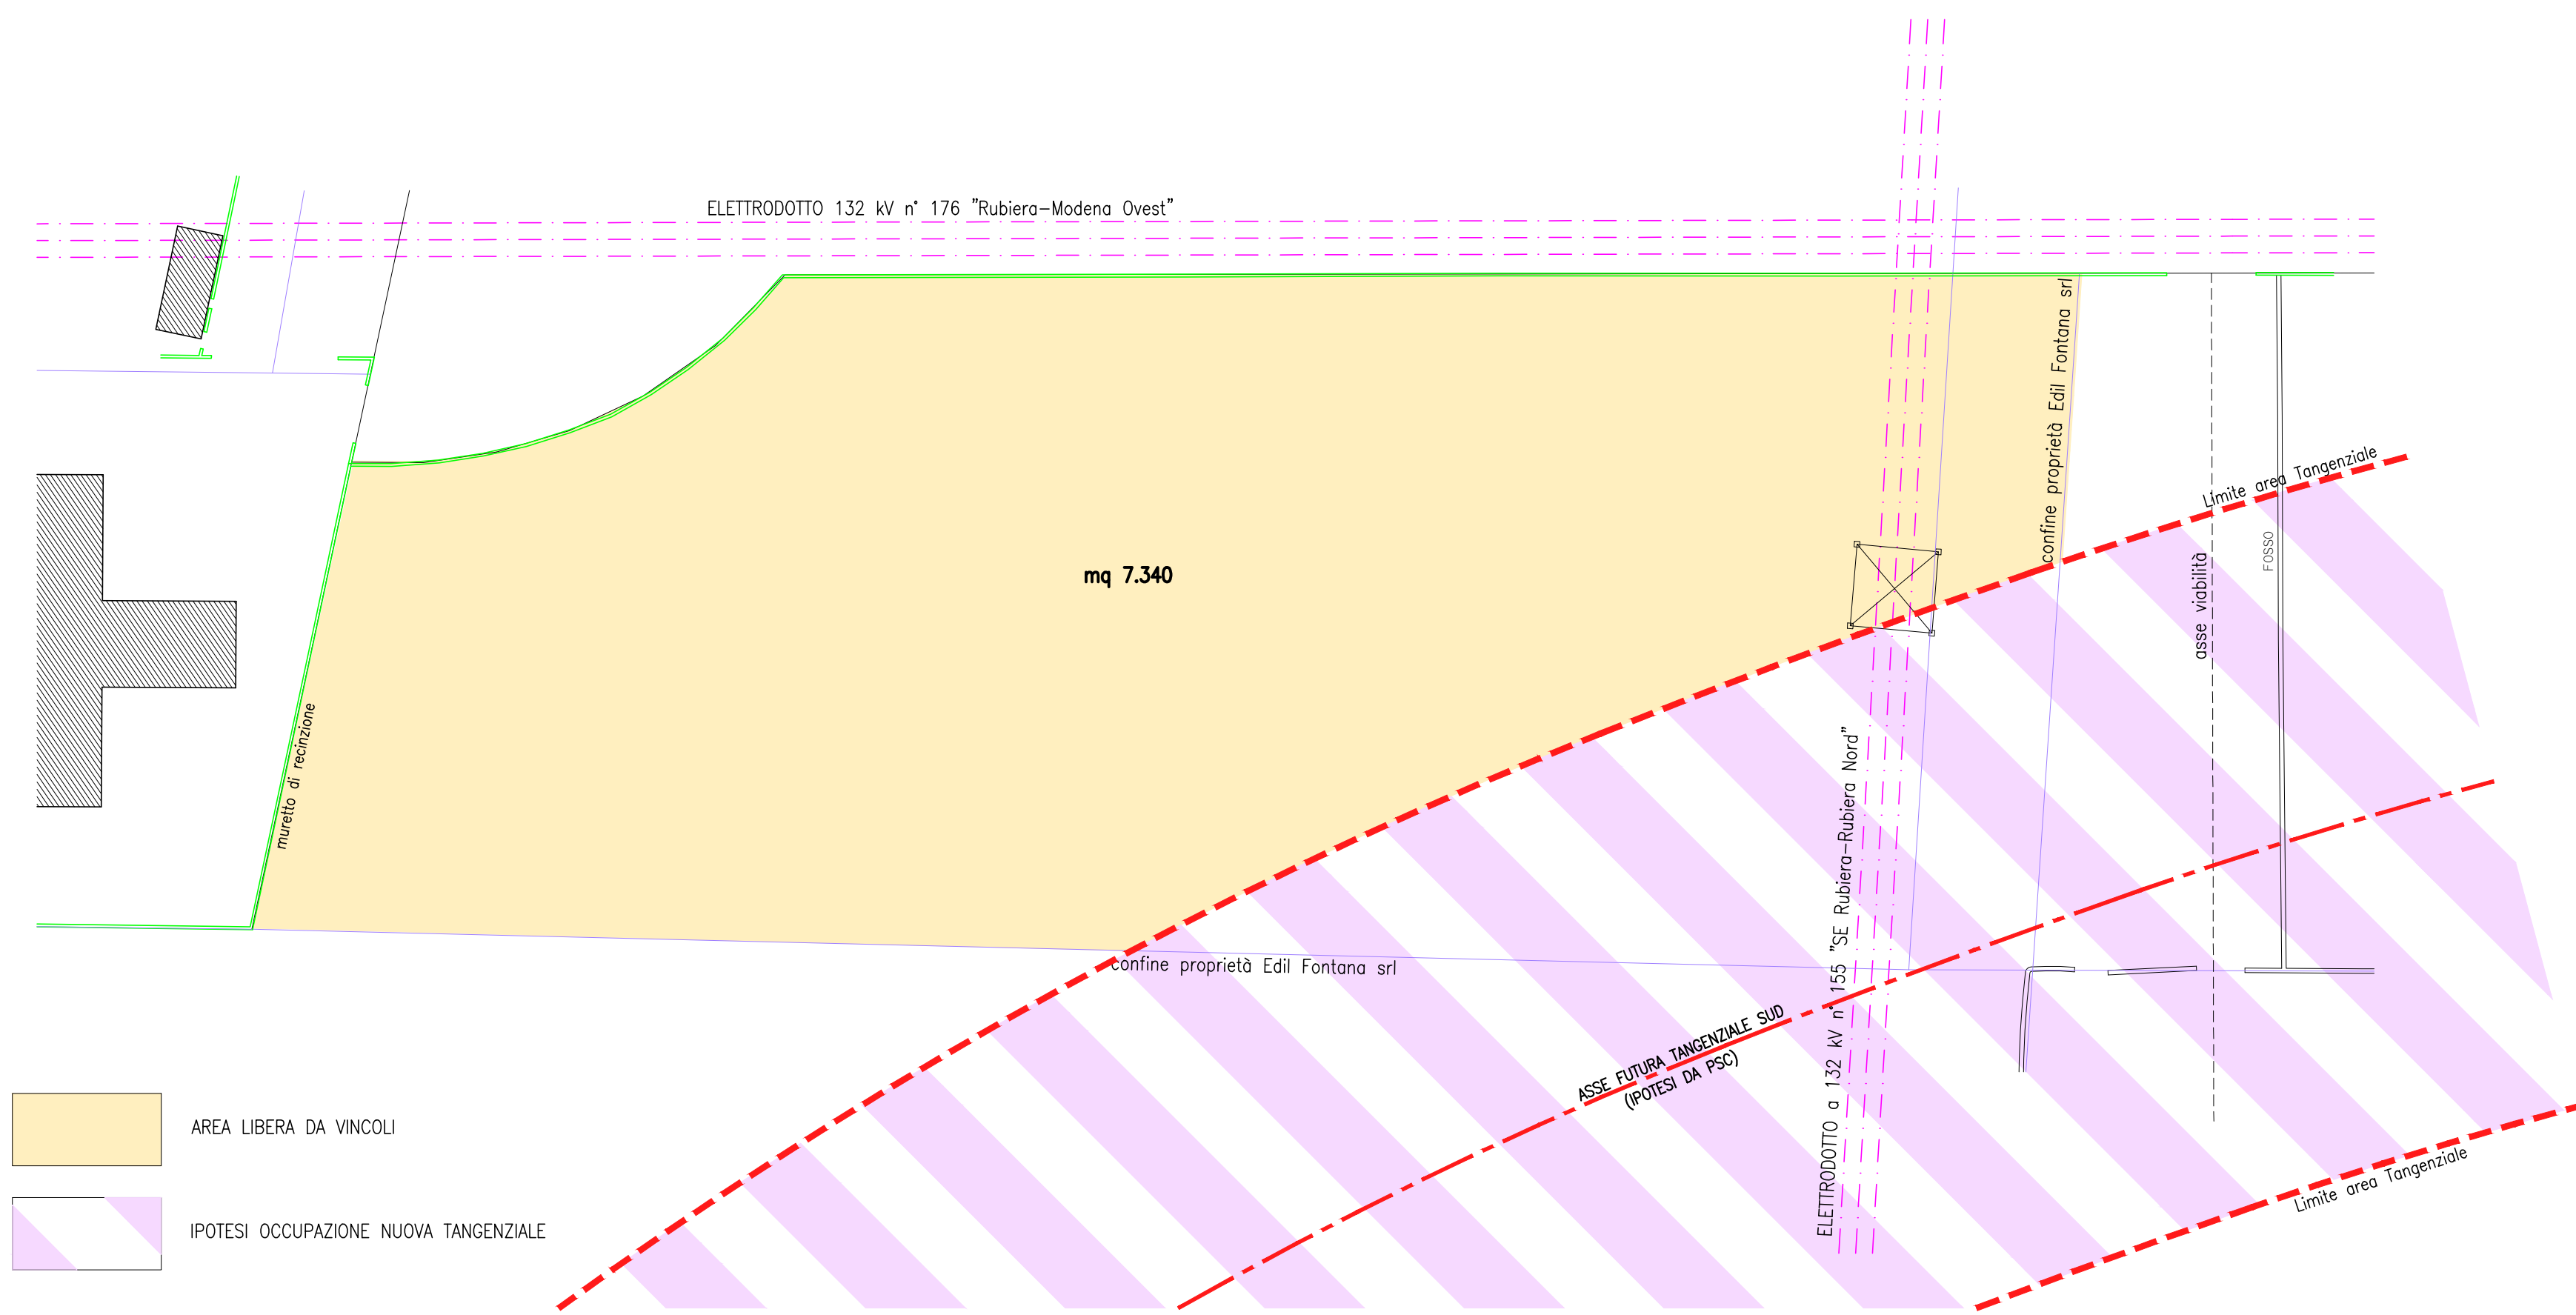 ELETTRODOTTO 132 kV n° 176 "Rubiera-Modena Ovest"
confine proprietà Edil Fontana srl
Limite area Tangenziale
FOSSO
asse viabilità
mq 7.340
muretto di recinzione
ELETTRODOTTO a 132 kV n° 155 "SE Rubiera-Rubiera Nord"
confine proprietà Edil Fontana srl
ASSE FUTURA TANGENZIALE SUD
(IPOTESI DA PSC)
AREA LIBERA DA VINCOLI
Limite area Tangenziale
IPOTESI OCCUPAZIONE NUOVA TANGENZIALE